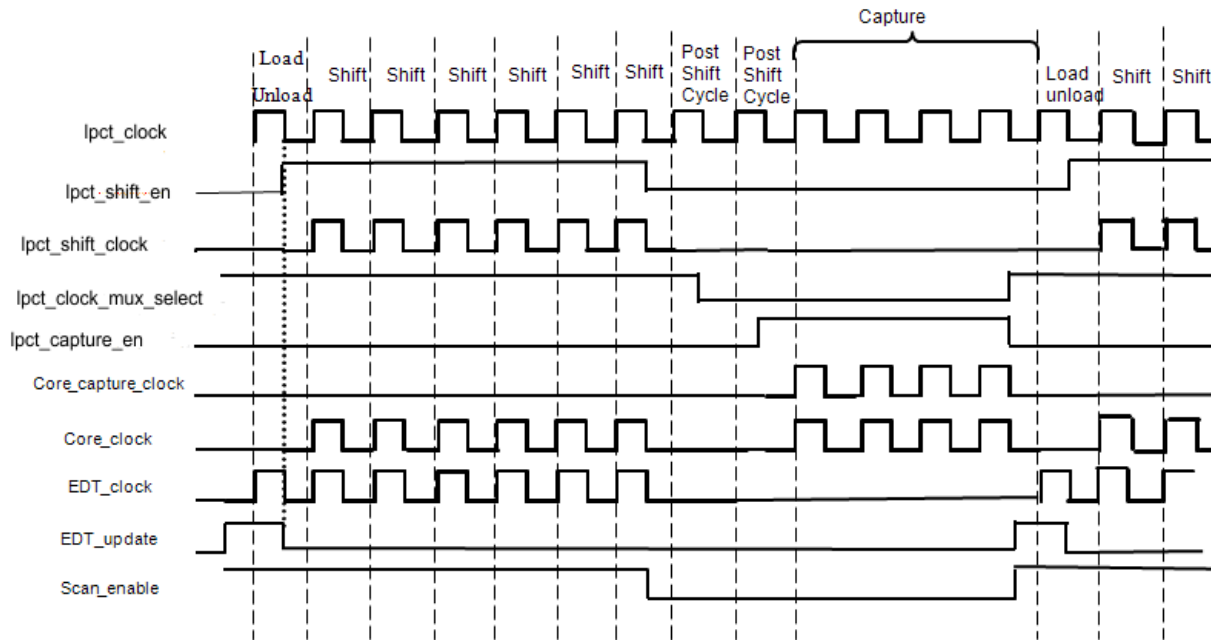 Capture
Load
Unload
Shift
Shift
Shift
Shift
Shift
Shift
Post
Shift
Cycle
Post
Shift
Cycle
Load
unload
Shift
Shift
lpct_clock
lpct_shift_en
lpct_shift_clock
lpct_clock_mux_select
lpct_capture_en
Core_capture_clock
Core_clock
EDT_clock
EDT_update
Scan_enable